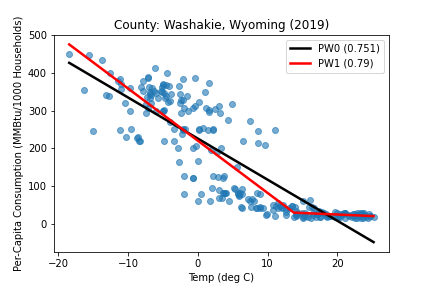 County: Washakie, Wyoming (2019)
Per-Capita Consumption (MMBtu/1000 Households)
500
400
300
200
100
0
PW0 (0.751)
PW1 (0.79)
−20 −10 0 10 20
Temp (deg C)